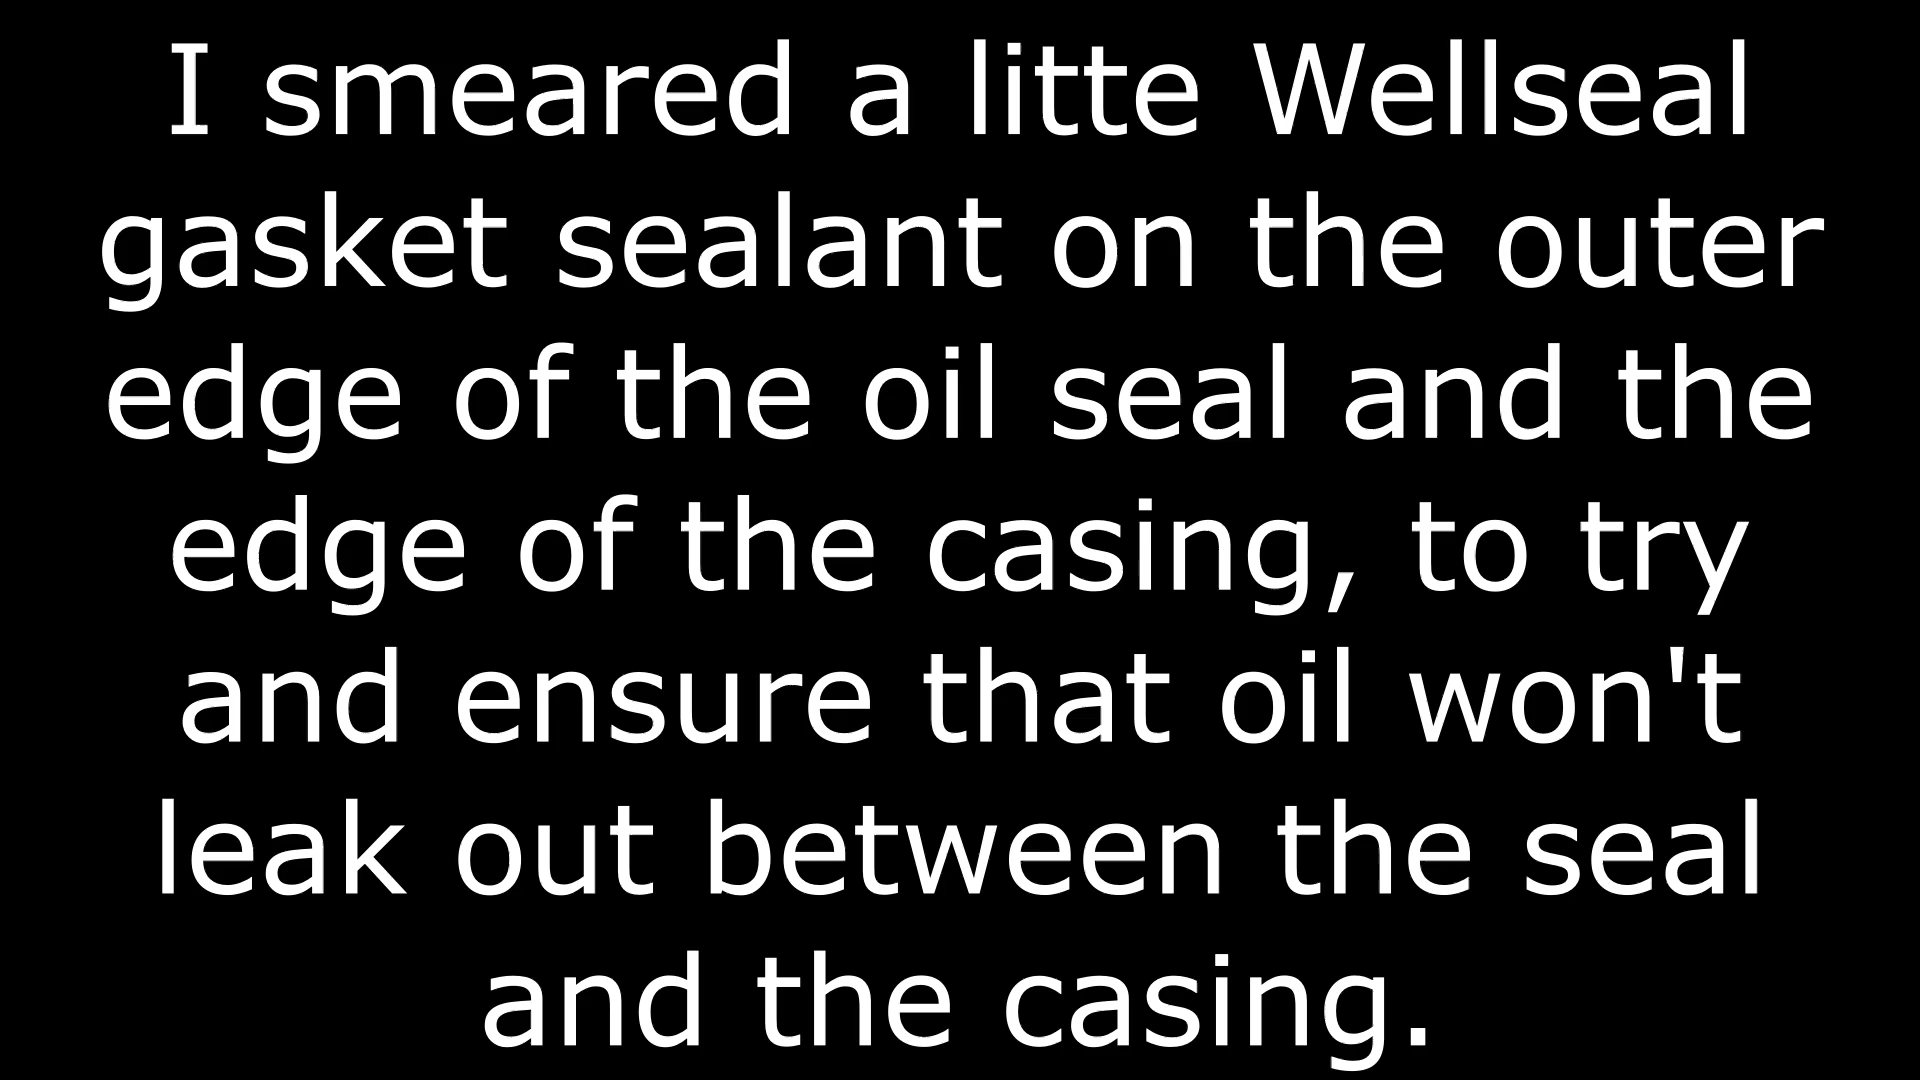 I smeared a litte Wellseal
gasket sealant on the outer
edge of the oil seal and the
edge of the casing, to try
and ensure that oil won't
leak out between the seal
and the casing.